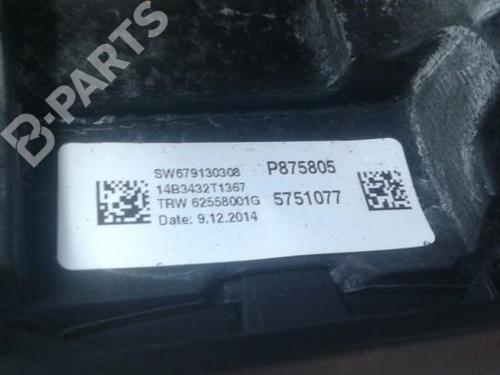 B-PARTS
SW679130308 P875805
14B3432T1367
TRW 62558001G 5751077
Date: 9.12.2014